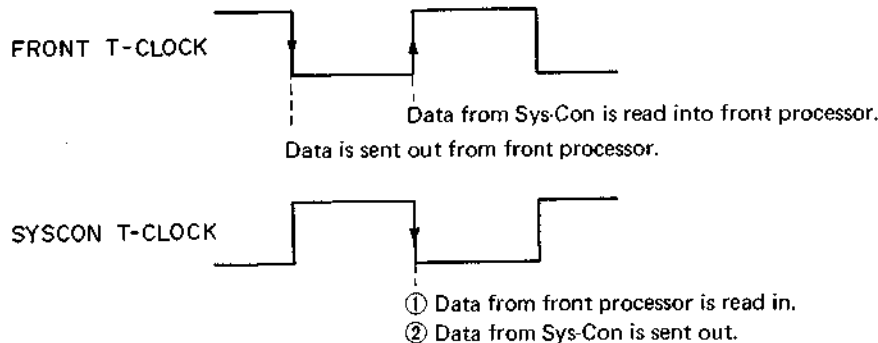 FRONT T-CLOCK
Data from Sys-Con is read into front processor.
Data is sent out from front processor.
SYSCON T-CLOCK
① Data from front processor is read in.
② Data from Sys-Con is sent out.